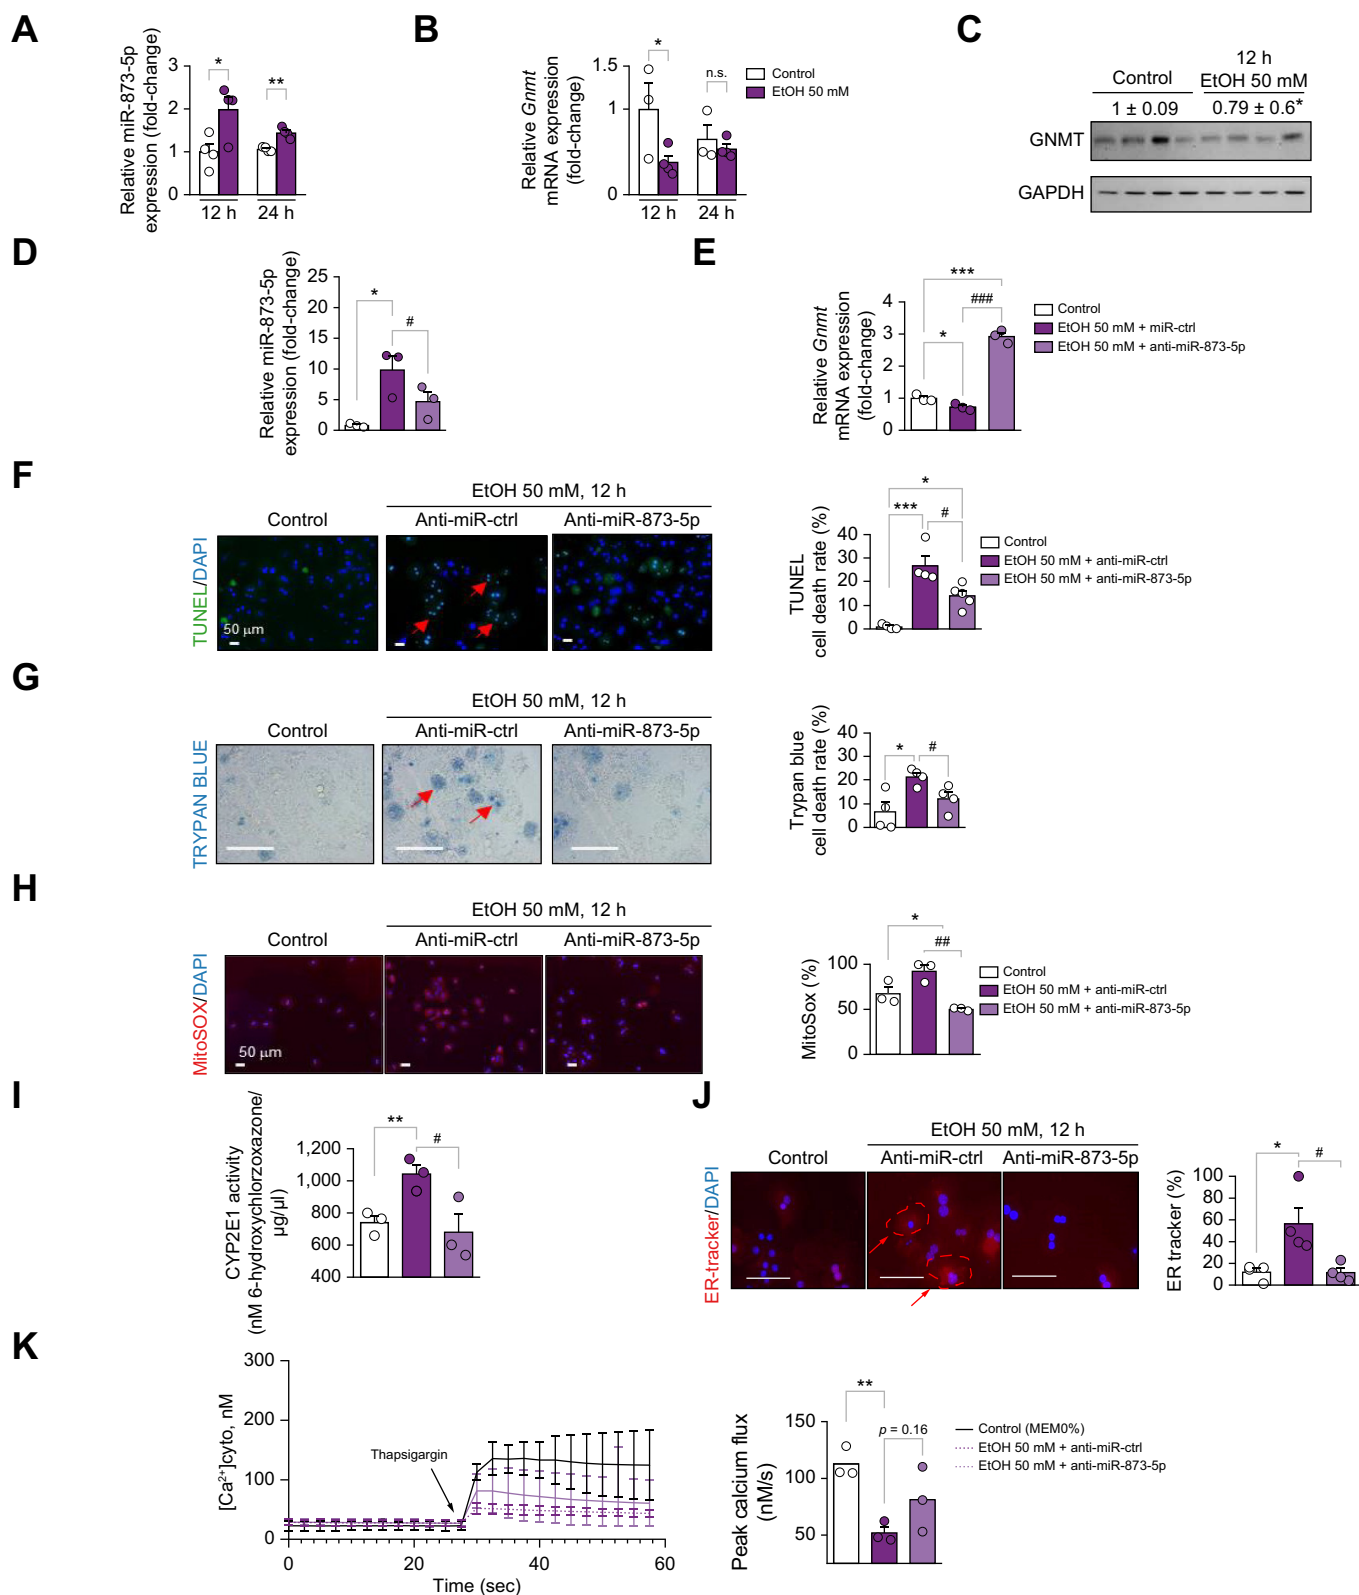 A
Relative miR-873-5p
expression (fold-change)
3
2
1
0
*
**
12 h
24 h
B
Relative Gnmt
mRNA expression
(fold-change)
1.5
1
0
*
n.s.
12 h
24 h
Control
EtOH 50 mM
C
12 h
Control
EtOH 50 mM
1 ± 0.09
0.79 ± 0.6*
GNMT
GAPDH
D
Relative miR-873-5p
expression (fold-change)
25
20
15
10
5
0
*
#
E
Relative Gnmt
mRNA expression
(fold-change)
4
3
2
1
0
***
###
*
Control
EtOH 50 mM + miR-ctrl
EtOH 50 mM + anti-miR-873-5p
F
EtOH 50 mM, 12 h
Control
Anti-miR-ctrl
Anti-miR-873-5p
TUNEL/DAPI
50 µm
TUNEL
cell death rate (%)
40
30
20
10
0
*
***
#
Control
EtOH 50 mM + anti-miR-ctrl
EtOH 50 mM + anti-miR-873-5p
G
EtOH 50 mM, 12 h
Control
Anti-miR-ctrl
Anti-miR-873-5p
TRYPAN BLUE
Trypan blue
cell death rate (%)
40
30
20
10
0
*
#
H
EtOH 50 mM, 12 h
Control
Anti-miR-ctrl
Anti-miR-873-5p
MitoSOX/DAPI
50 µm
MitoSox (%)
100
50
0
*
##
Control
EtOH 50 mM + anti-miR-ctrl
EtOH 50 mM + anti-miR-873-5p
I
CYP2E1 activity
(nM 6-hydroxychlorzoxazone/
µg/µl)
1,200
1,000
800
600
400
**
#
J
EtOH 50 mM, 12 h
Control
Anti-miR-ctrl
Anti-miR-873-5p
ER-tracker/DAPI
ER tracker (%)
100
80
60
40
20
0
*
#
K
[Ca²⁺]cyto, nM
300
200
100
0
Thapsigargin
0
20
40
60
Time (sec)
Peak calcium flux
(nM/s)
150
100
50
**
p = 0.16
Control (MEM0%)
EtOH 50 mM + anti-miR-ctrl
EtOH 50 mM + anti-miR-873-5p